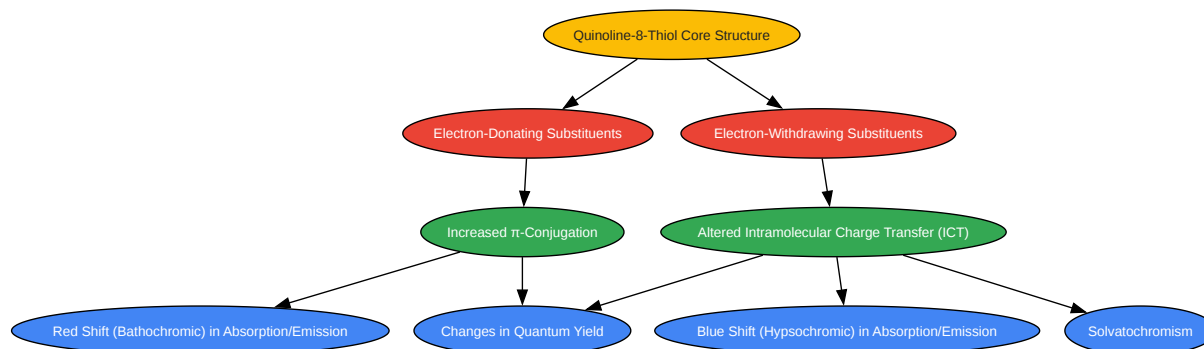 Quinoline-8-Thiol Core Structure
Electron-Donating Substituents
Electron-Withdrawing Substituents
Increased π-Conjugation
Altered Intramolecular Charge Transfer (ICT)
Red Shift (Bathochromic) in Absorption/Emission
Changes in Quantum Yield
Blue Shift (Hypsochromic) in Absorption/Emission
Solvatochromism